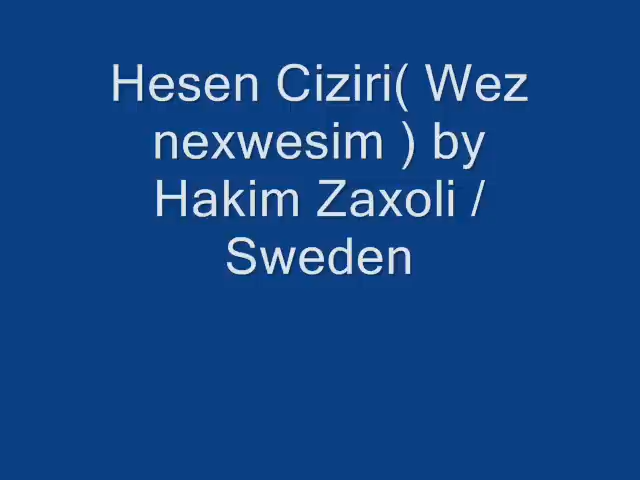 Hesen Ciziri( Wez
nexwesim ) by
Hakim Zaxoli /
Sweden